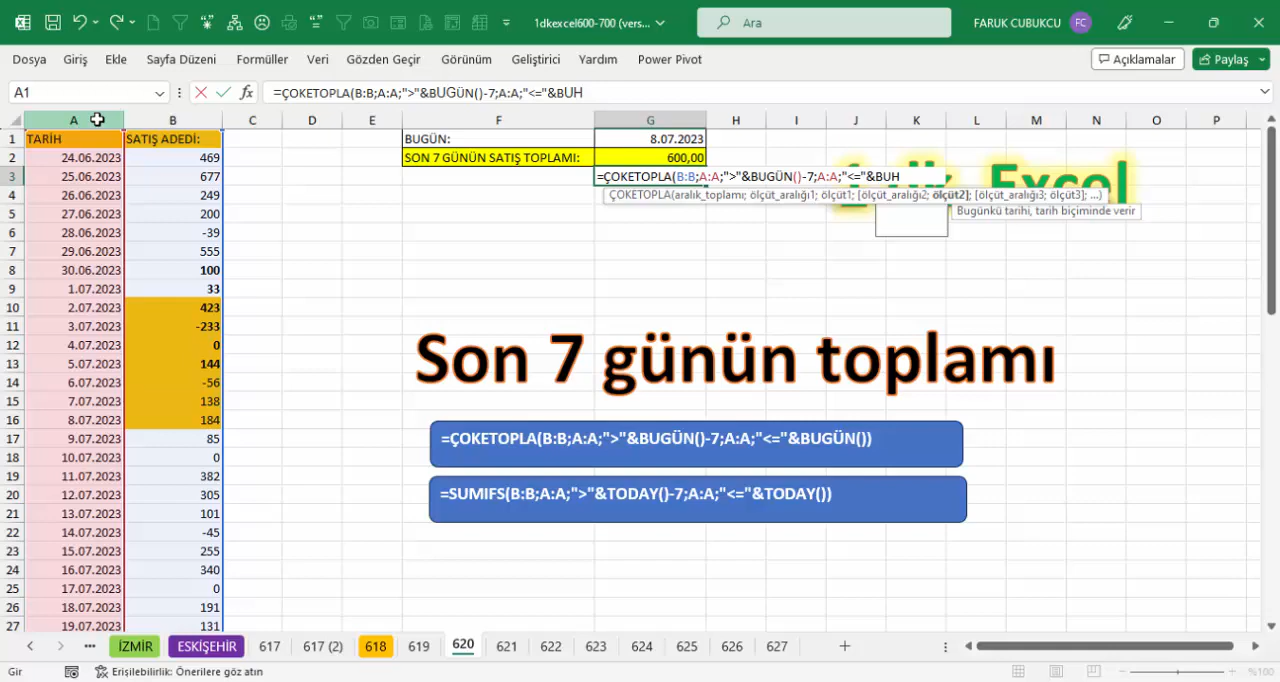 1dkexcel600-700 (vers...
Ara
FARUK CUBUKCU
FC
Dosya Giriş Ekle Sayfa Düzeni Formüller Veri Gözden Geçir Görünüm Geliştirici Yardım Power Pivot
Açıklamalar
Paylaş
A1
fx
=ÇOKETOPLA(B:B;A:A;">"&BUGÜN()-7;A:A;"<="&BUH
A B C D E F G H I J K L M N O P
1 TARİH SATIŞ ADEDİ: BUGÜN: 8.07.2023
2 24.06.2023 469 SON 7 GÜNÜN SATIŞ TOPLAMI: 600,00
3 25.06.2023 677 =ÇOKETOPLA(B:B;A:A;">"&BUGÜN()-7;A:A;"<="&BUH
4 26.06.2023 249 ÇOKETOPLA(aralık_toplamı; ölçüt_aralığı1; ölçüt1; [ölçüt_aralığı2; ölçüt2]; [ölçüt_aralığı3; ölçüt3]; ...)
5 27.06.2023 200 Bugünkü tarihi, tarih biçiminde verir
6 28.06.2023 -39
7 29.06.2023 555
8 30.06.2023 100
9 1.07.2023 33
10 2.07.2023 423
11 3.07.2023 -233
12 4.07.2023 0
13 5.07.2023 144
14 6.07.2023 -56
15 7.07.2023 138
16 8.07.2023 184
17 9.07.2023 85
18 10.07.2023 0
19 11.07.2023 382
20 12.07.2023 305
21 13.07.2023 101
22 14.07.2023 -45
23 15.07.2023 255
24 16.07.2023 340
25 17.07.2023 0
26 18.07.2023 191
27 19.07.2023 131
Son 7 günün toplamı
=ÇOKETOPLA(B:B;A:A;">"&BUGÜN()-7;A:A;"<="&BUGÜN())
=SUMIFS(B:B;A:A;">"&TODAY()-7;A:A;"<="&TODAY())
İZMİR ESKİŞEHİR 617 617 (2) 618 619 620 621 622 623 624 625 626 627
Gir
Erişilebilirlik: Önerilere göz atın
%100